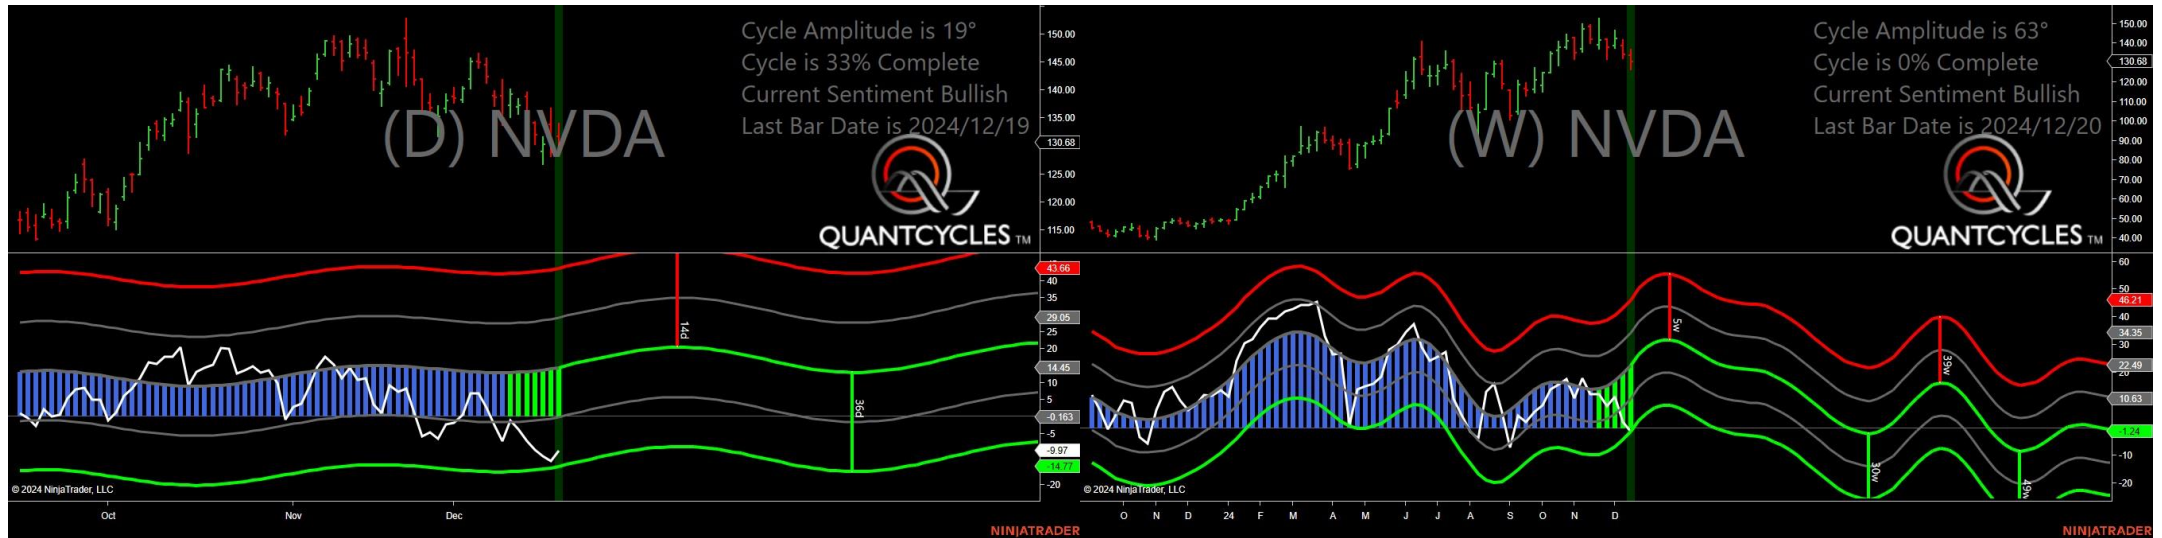 Cycle Amplitude is 19°
Cycle is 33% Complete
Current Sentiment Bullish
Last Bar Date is 2024/12/19
(D) NVDA
QUANTCYCLES TM
150.00
145.00
140.00
135.00
130.68
125.00
120.00
115.00
43.66
40
35
29.05
25
20
14.45
10
5
-0.163
-5
-9.97
-14.77
-20
14d
36d
© 2024 NinjaTrader, LLC
Oct Nov Dec
NINJATRADER
Cycle Amplitude is 63°
Cycle is 0% Complete
Current Sentiment Bullish
Last Bar Date is 2024/12/20
(W) NVDA
QUANTCYCLES TM
150.00
140.00
130.68
120.00
110.00
100.00
90.00
80.00
70.00
60.00
50.00
40.00
60
50
46.21
40
34.35
30
22.49
20
10.63
-1.24
-10
-20
5w
39w
30w
49w
© 2024 NinjaTrader, LLC
O N D 24 F M A M J J A S O N D
NINJATRADER